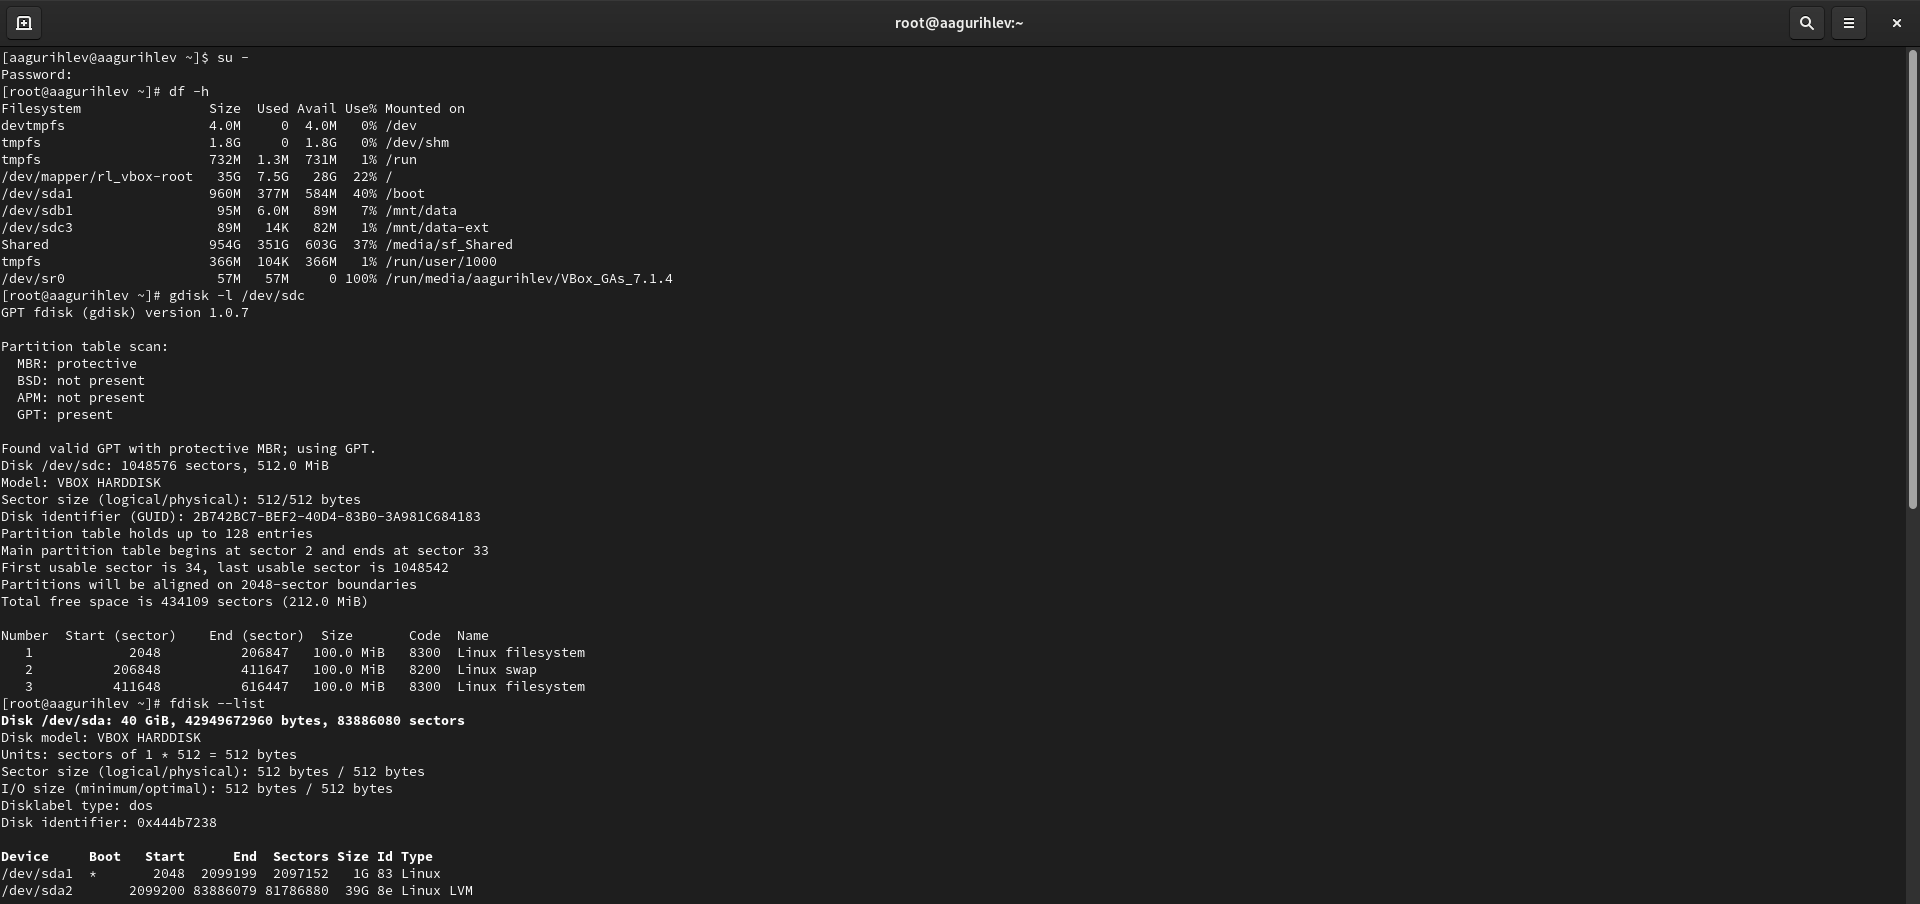 root@aagurihlev:~
[aagurihlev@aagurihlev ~]$ su -
Password:
[root@aagurihlev ~]# df -h
Filesystem                Size  Used Avail Use% Mounted on
devtmpfs                  4.0M     0  4.0M   0% /dev
tmpfs                     1.8G     0  1.8G   0% /dev/shm
tmpfs                     732M  1.3M  731M   1% /run
/dev/mapper/rl_vbox-root   35G  7.5G   28G  22% /
/dev/sda1                 960M  377M  584M  40% /boot
/dev/sdb1                  95M  6.0M   89M   7% /mnt/data
/dev/sdc3                  89M   14K   82M   1% /mnt/data-ext
Shared                    954G  351G  603G  37% /media/sf_Shared
tmpfs                     366M  104K  366M   1% /run/user/1000
/dev/sr0                   57M   57M     0 100% /run/media/aagurihlev/VBox_GAs_7.1.4
[root@aagurihlev ~]# gdisk -l /dev/sdc
GPT fdisk (gdisk) version 1.0.7

Partition table scan:
  MBR: protective
  BSD: not present
  APM: not present
  GPT: present

Found valid GPT with protective MBR; using GPT.
Disk /dev/sdc: 1048576 sectors, 512.0 MiB
Model: VBOX HARDDISK
Sector size (logical/physical): 512/512 bytes
Disk identifier (GUID): 2B742BC7-BEF2-40D4-83B0-3A981C684183
Partition table holds up to 128 entries
Main partition table begins at sector 2 and ends at sector 33
First usable sector is 34, last usable sector is 1048542
Partitions will be aligned on 2048-sector boundaries
Total free space is 434109 sectors (212.0 MiB)

Number  Start (sector)    End (sector)  Size       Code  Name
   1            2048          206847   100.0 MiB   8300  Linux filesystem
   2          206848          411647   100.0 MiB   8200  Linux swap
   3          411648          616447   100.0 MiB   8300  Linux filesystem
[root@aagurihlev ~]# fdisk --list
Disk /dev/sda: 40 GiB, 42949672960 bytes, 83886080 sectors
Disk model: VBOX HARDDISK
Units: sectors of 1 * 512 = 512 bytes
Sector size (logical/physical): 512 bytes / 512 bytes
I/O size (minimum/optimal): 512 bytes / 512 bytes
Disklabel type: dos
Disk identifier: 0x444b7238

Device     Boot   Start      End  Sectors Size Id Type
/dev/sda1  *       2048  2099199  2097152   1G 83 Linux
/dev/sda2       2099200 83886079 81786880  39G 8e Linux LVM